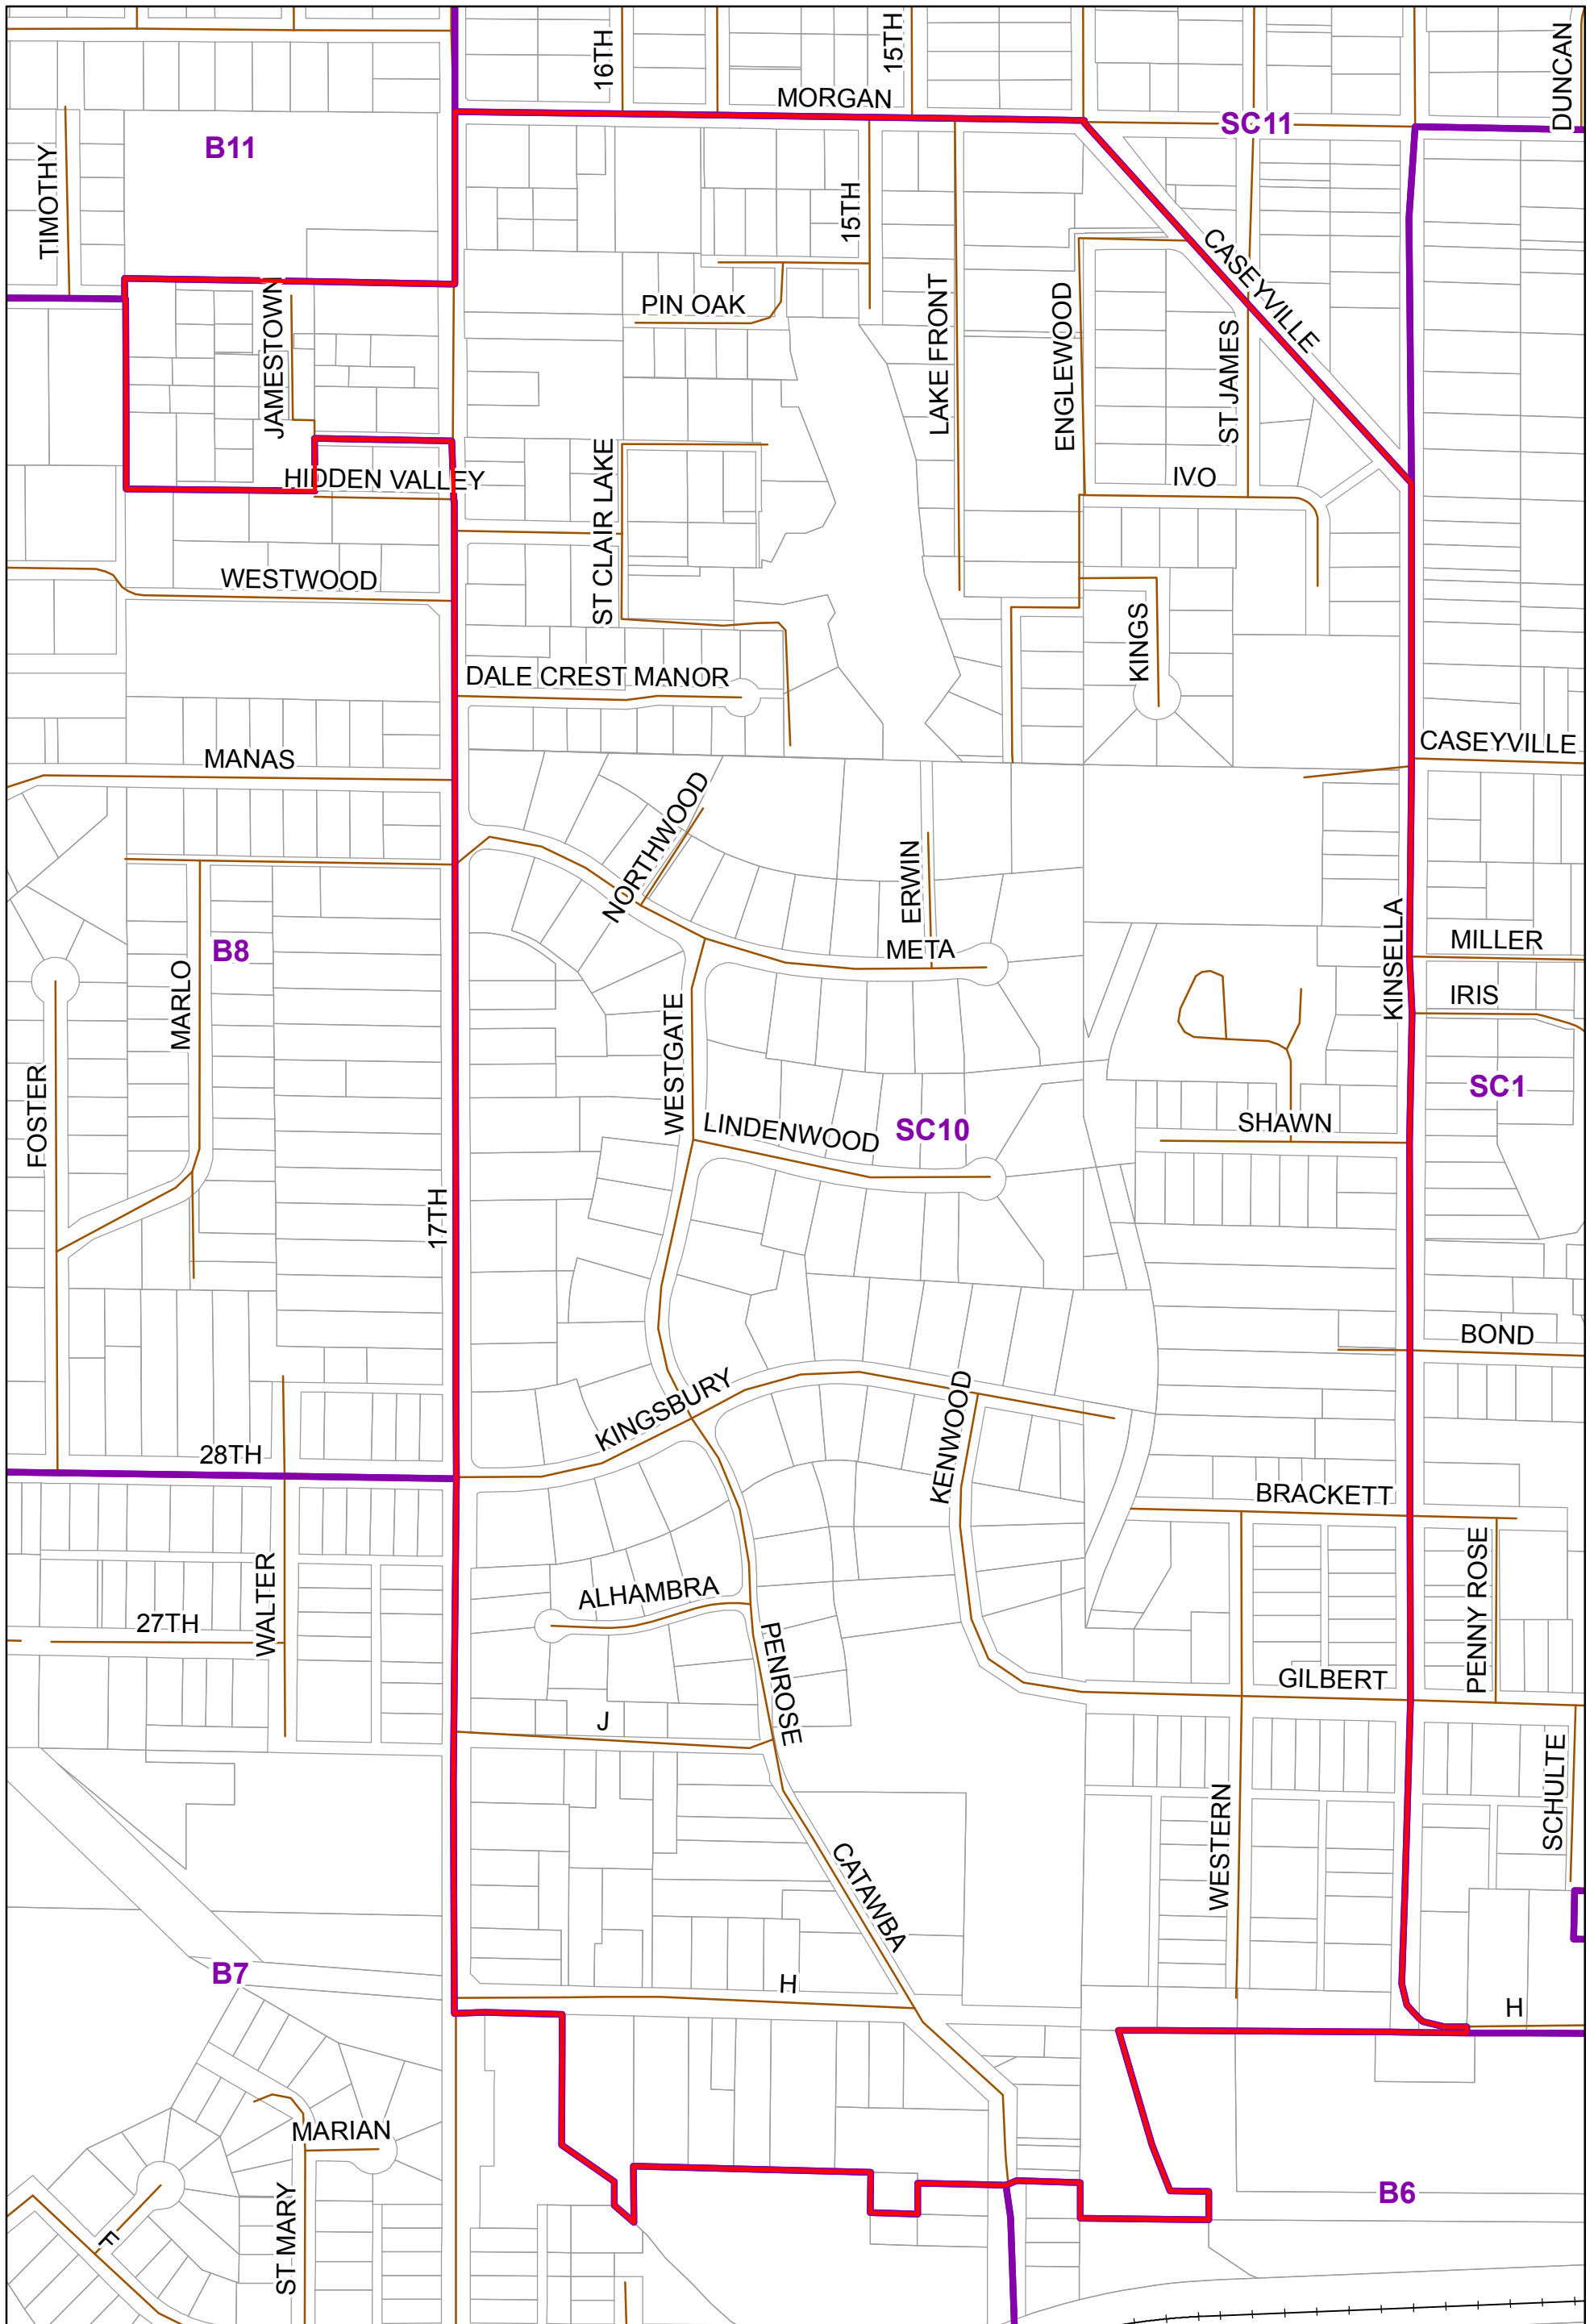 16TH
15TH
DUNCAN
MORGAN
SC11
B11
TIMOTHY
15TH
CASEYVILLE
JAMESTOWN
PIN OAK
LAKE FRONT
ENGLEWOOD
ST JAMES
HIDDEN VALLEY
ST CLAIR LAKE
IVO
WESTWOOD
KINGS
DALE CREST MANOR
MANAS
CASEYVILLE
NORTHWOOD
ERWIN
META
B8
MARLO
KINSELLA
MILLER
IRIS
WESTGATE
FOSTER
SC1
LINDENWOOD
SC10
SHAWN
17TH
BOND
KINGSBURY
KENWOOD
28TH
BRACKETT
WALTER
ALHAMBRA
PENNY ROSE
27TH
PENROSE
GILBERT
J
SCHULTE
WESTERN
CATAWBA
B7
H
H
MARIAN
ST MARY
F
B6